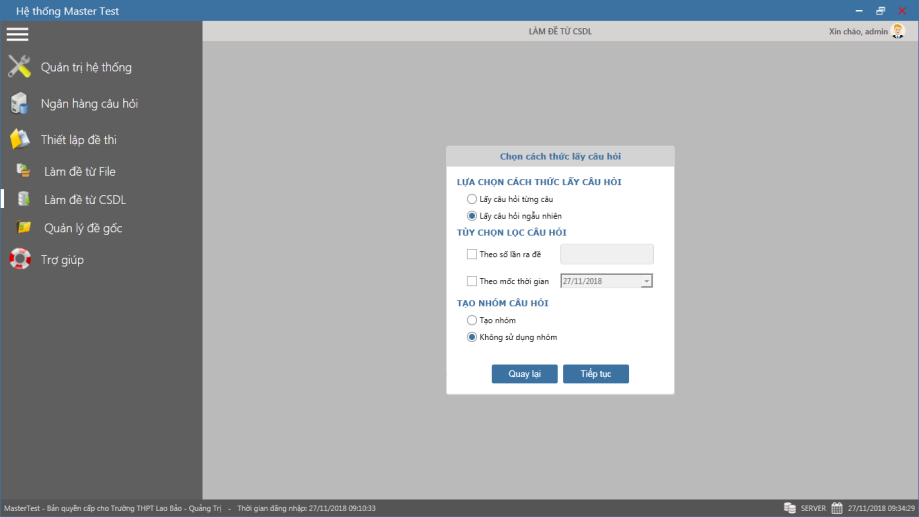 Hệ thống Master Test
LÀM ĐỀ TỪ CSDL
Xin chào, admin
Quản trị hệ thống
Ngân hàng câu hỏi
Thiết lập đề thi
Làm đề từ File
Làm đề từ CSDL
Quản lý đề gốc
Trợ giúp
Chọn cách thức lấy câu hỏi
LỰA CHỌN CÁCH THỨC LẤY CÂU HỎI
Lấy câu hỏi từng câu
Lấy câu hỏi ngẫu nhiên
TÙY CHỌN LỌC CÂU HỎI
Theo số lần ra đề
Theo mốc thời gian 27/11/2018
TẠO NHÓM CÂU HỎI
Tạo nhóm
Không sử dụng nhóm
Quay lại Tiếp tục
MasterTest - Bản quyền cấp cho Trường THPT Lao Bảo - Quảng Trị - Thời gian đăng nhập: 27/11/2018 09:10:33 SERVER 27/11/2018 09:34:29